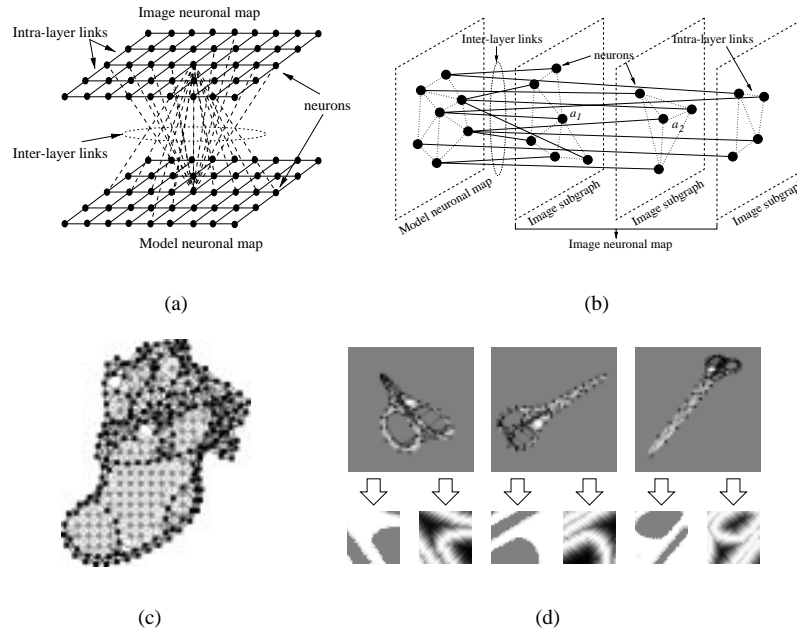 Image neuronal map
Intra-layer links
neurons
Inter-layer links
Model neuronal map
(a)
Inter-layer links
neurons
Intra-layer links
a1
a2
Model neuronal map
Image subgraph
Image subgraph
Image subgraph
Image neuronal map
(b)
(c)
(d)